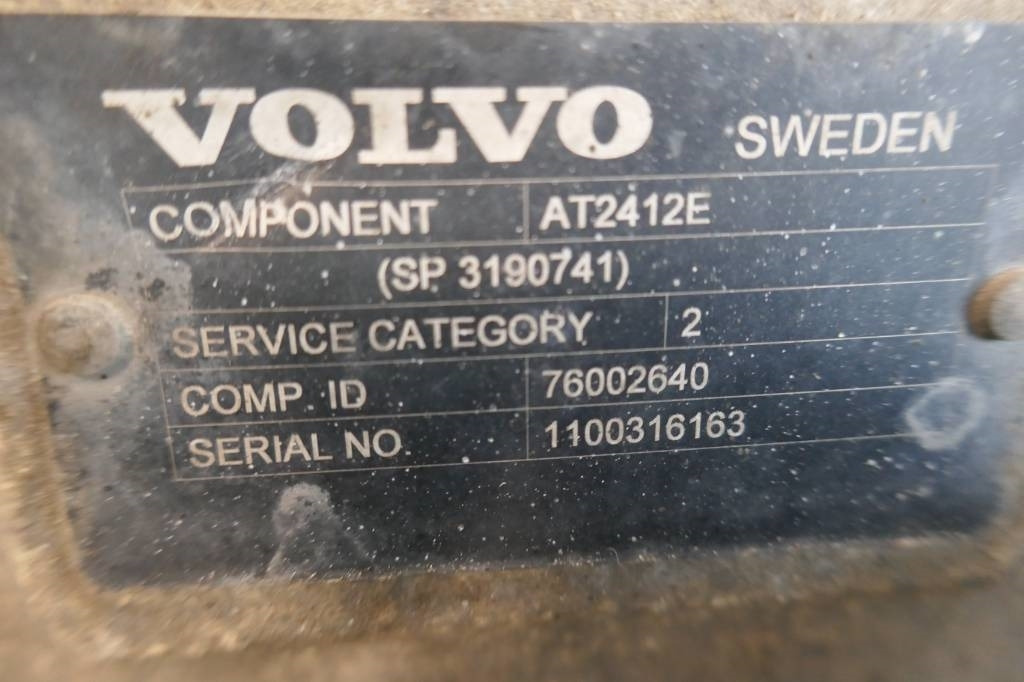 VOLVO SWEDEN
COMPONENT AT2412E
(SP 3190741)
SERVICE CATEGORY 2
COMP. ID 76002640
SERIAL NO. 1100316163